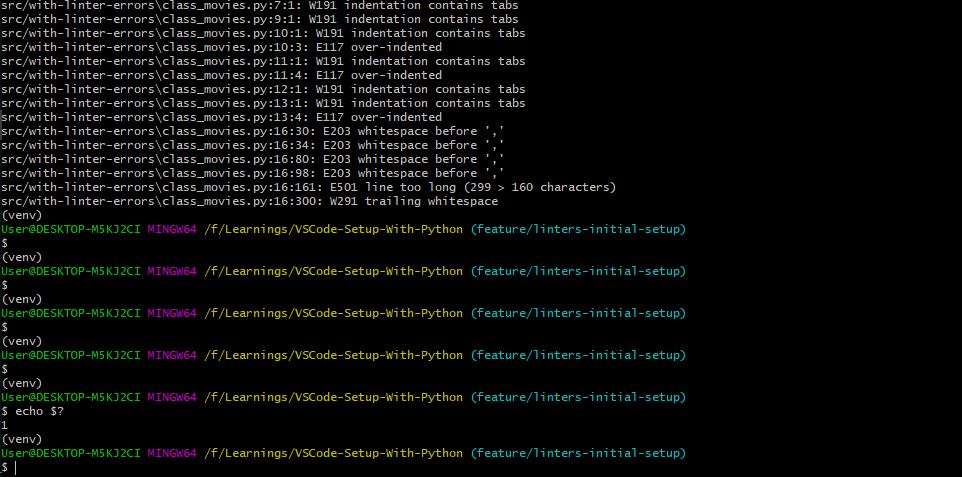 src/with-linter-errors\class_movies.py:7:1: W191 indentation contains tabs
src/with-linter-errors\class_movies.py:9:1: W191 indentation contains tabs
src/with-linter-errors\class_movies.py:10:1: W191 indentation contains tabs
src/with-linter-errors\class_movies.py:10:3: E117 over-indented
src/with-linter-errors\class_movies.py:11:1: W191 indentation contains tabs
src/with-linter-errors\class_movies.py:11:4: E117 over-indented
src/with-linter-errors\class_movies.py:12:1: W191 indentation contains tabs
src/with-linter-errors\class_movies.py:13:1: W191 indentation contains tabs
src/with-linter-errors\class_movies.py:13:4: E117 over-indented
src/with-linter-errors\class_movies.py:16:30: E203 whitespace before ','
src/with-linter-errors\class_movies.py:16:34: E203 whitespace before ','
src/with-linter-errors\class_movies.py:16:80: E203 whitespace before ','
src/with-linter-errors\class_movies.py:16:98: E203 whitespace before ','
src/with-linter-errors\class_movies.py:16:161: E501 line too long (299 > 160 characters)
src/with-linter-errors\class_movies.py:16:300: W291 trailing whitespace
(venv)
User@DESKTOP-M5KJ2CI MINGW64 /f/Learnings/VSCode-Setup-With-Python (feature/linters-initial-setup)
$
(venv)
User@DESKTOP-M5KJ2CI MINGW64 /f/Learnings/VSCode-Setup-With-Python (feature/linters-initial-setup)
$
(venv)
User@DESKTOP-M5KJ2CI MINGW64 /f/Learnings/VSCode-Setup-With-Python (feature/linters-initial-setup)
$
(venv)
User@DESKTOP-M5KJ2CI MINGW64 /f/Learnings/VSCode-Setup-With-Python (feature/linters-initial-setup)
$
(venv)
User@DESKTOP-M5KJ2CI MINGW64 /f/Learnings/VSCode-Setup-With-Python (feature/linters-initial-setup)
$ echo $?
1
(venv)
User@DESKTOP-M5KJ2CI MINGW64 /f/Learnings/VSCode-Setup-With-Python (feature/linters-initial-setup)
$